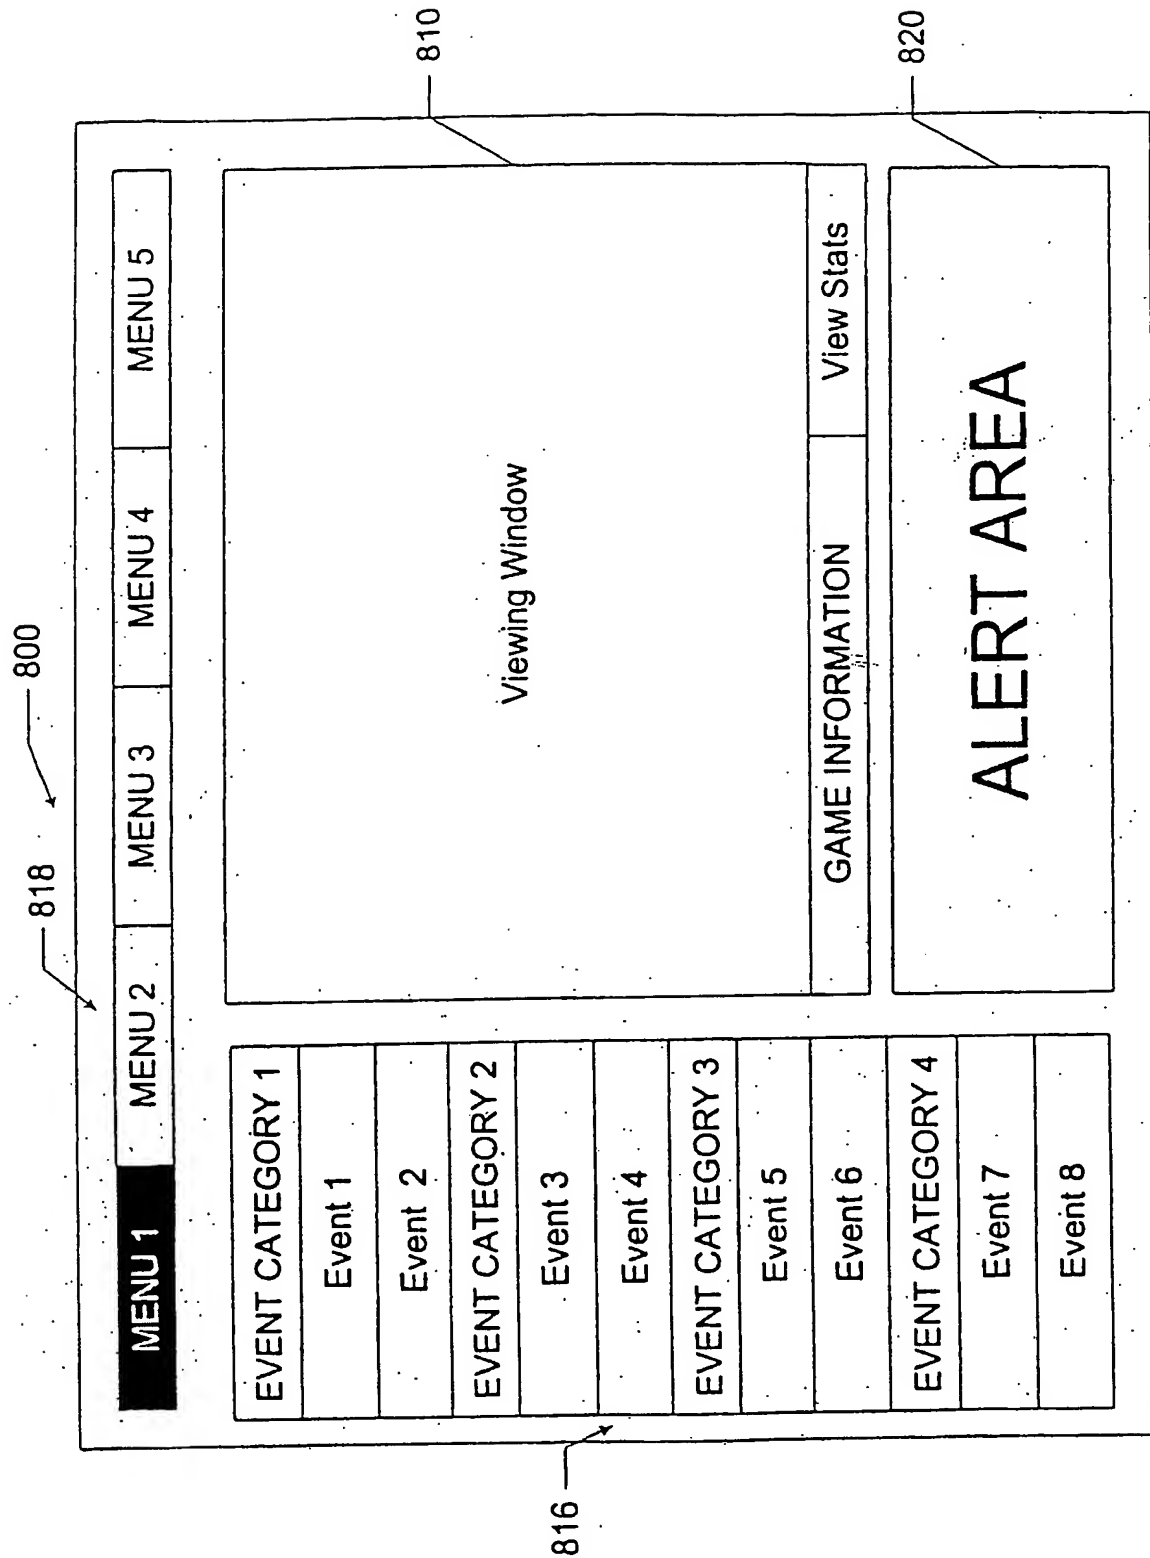 800
818
MENU 1
MENU 2
MENU 3
MENU 4
MENU 5
EVENT CATEGORY 1
Event 1
Event 2
EVENT CATEGORY 2
Event 3
Event 4
EVENT CATEGORY 3
Event 5
Event 6
EVENT CATEGORY 4
Event 7
Event 8
816
Viewing Window
810
GAME INFORMATION
View Stats
ALERT AREA
820